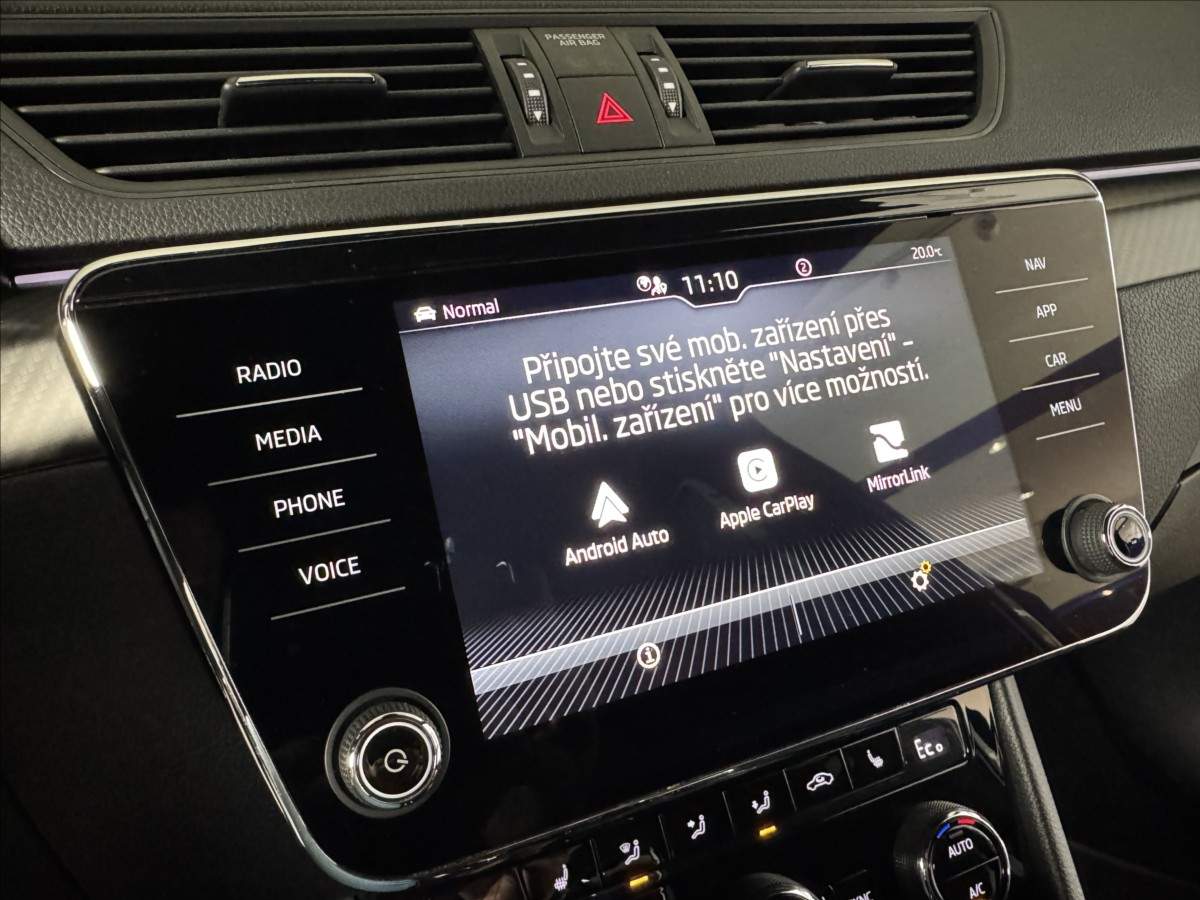 PASSENGER
AIR BAG
Normal
11:10
2
20.0°C
RADIO
MEDIA
PHONE
VOICE
Připojte své mob. zařízení přes
USB nebo stiskněte "Nastavení" –
"Mobil. zařízení" pro více možností.
Android Auto
Apple CarPlay
MirrorLink
i
NAV
APP
CAR
MENU
Eco
AUTO
A/C